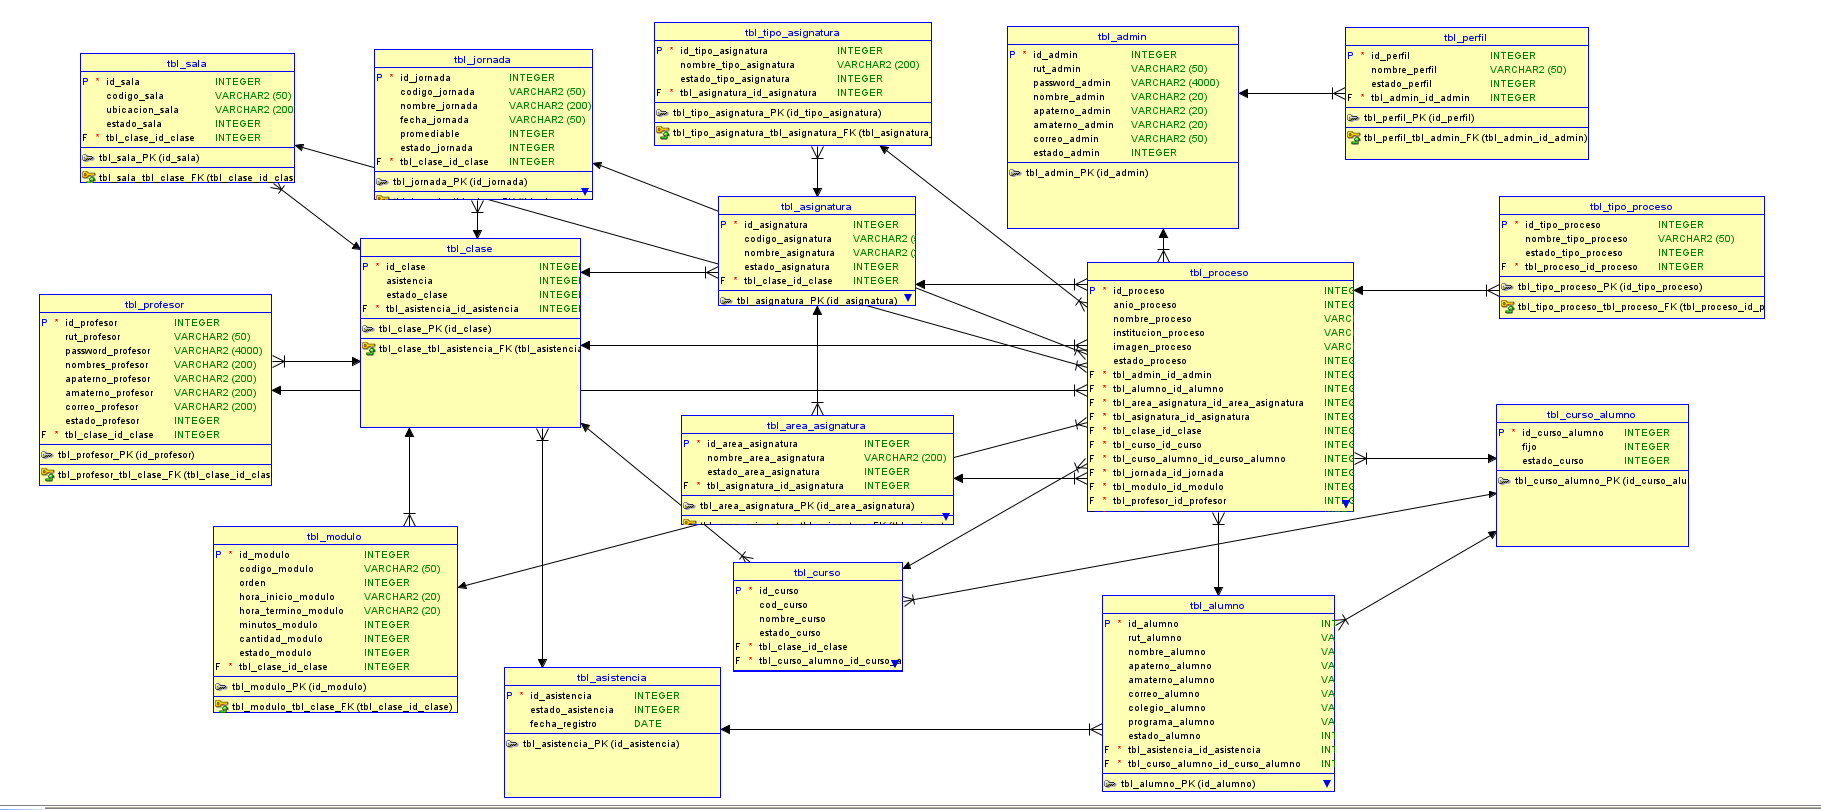 tbl_sala
P * id_sala INTEGER
codigo_sala VARCHAR2 (50)
ubicacion_sala VARCHAR2 (200
estado_sala INTEGER
F * tbl_clase_id_clase INTEGER
tbl_sala_PK (id_sala)
tbl_sala_tbl_clase_FK (tbl_clase_id_clas
tbl_jornada
P * id_jornada INTEGER
codigo_jornada VARCHAR2 (50)
nombre_jornada VARCHAR2 (200)
fecha_jornada VARCHAR2 (50)
promediable INTEGER
estado_jornada INTEGER
F * tbl_clase_id_clase INTEGER
tbl_jornada_PK (id_jornada)
tbl_tipo_asignatura
P * id_tipo_asignatura INTEGER
nombre_tipo_asignatura VARCHAR2 (200)
estado_tipo_asignatura INTEGER
F * tbl_asignatura_id_asignatura INTEGER
tbl_tipo_asignatura_PK (id_tipo_asignatura)
tbl_tipo_asignatura_tbl_asignatura_FK (tbl_asignatura_
tbl_admin
P * id_admin INTEGER
rut_admin VARCHAR2 (50)
password_admin VARCHAR2 (4000)
nombre_admin VARCHAR2 (20)
apaterno_admin VARCHAR2 (20)
amaterno_admin VARCHAR2 (20)
correo_admin VARCHAR2 (50)
estado_admin INTEGER
tbl_admin_PK (id_admin)
tbl_perfil
P * id_perfil INTEGER
nombre_perfil VARCHAR2 (50)
estado_perfil INTEGER
F * tbl_admin_id_admin INTEGER
tbl_perfil_PK (id_perfil)
tbl_perfil_tbl_admin_FK (tbl_admin_id_admin)
tbl_asignatura
P * id_asignatura INTEGER
codigo_asignatura VARCHAR2 (
nombre_asignatura VARCHAR2 (
estado_asignatura INTEGER
F * tbl_clase_id_clase INTEGER
tbl_asignatura_PK (id_asignatura)
tbl_tipo_proceso
P * id_tipo_proceso INTEGER
nombre_tipo_proceso VARCHAR2 (50)
estado_tipo_proceso INTEGER
F * tbl_proceso_id_proceso INTEGER
tbl_tipo_proceso_PK (id_tipo_proceso)
tbl_tipo_proceso_tbl_proceso_FK (tbl_proceso_id_p
tbl_clase
P * id_clase INTEGE
asistencia INTEGE
estado_clase INTEGE
F * tbl_asistencia_id_asistencia INTEGE
tbl_clase_PK (id_clase)
tbl_clase_tbl_asistencia_FK (tbl_asistencia
tbl_proceso
P * id_proceso INTEG
anio_proceso INTEG
nombre_proceso VARC
institucion_proceso VARC
imagen_proceso VARC
estado_proceso INTEG
F * tbl_admin_id_admin INTEG
F * tbl_alumno_id_alumno INTEG
F * tbl_area_asignatura_id_area_asignatura INTEG
F * tbl_asignatura_id_asignatura INTEG
F * tbl_clase_id_clase INTEG
F * tbl_curso_id_curso INTEG
F * tbl_curso_alumno_id_curso_alumno INTEG
F * tbl_jornada_id_jornada INTEG
F * tbl_modulo_id_modulo INTEG
F * tbl_profesor_id_profesor INTEG
tbl_profesor
P * id_profesor INTEGER
rut_profesor VARCHAR2 (50)
password_profesor VARCHAR2 (4000)
nombres_profesor VARCHAR2 (200)
apaterno_profesor VARCHAR2 (200)
amaterno_profesor VARCHAR2 (200)
correo_profesor VARCHAR2 (200)
estado_profesor INTEGER
F * tbl_clase_id_clase INTEGER
tbl_profesor_PK (id_profesor)
tbl_profesor_tbl_clase_FK (tbl_clase_id_clas
tbl_area_asignatura
P * id_area_asignatura INTEGER
nombre_area_asignatura VARCHAR2 (200)
estado_area_asignatura INTEGER
F * tbl_asignatura_id_asignatura INTEGER
tbl_area_asignatura_PK (id_area_asignatura)
tbl_curso_alumno
P * id_curso_alumno INTEGER
fijo INTEGER
estado_curso INTEGER
tbl_curso_alumno_PK (id_curso_alu
tbl_modulo
P * id_modulo INTEGER
codigo_modulo VARCHAR2 (50)
orden INTEGER
hora_inicio_modulo VARCHAR2 (20)
hora_termino_modulo VARCHAR2 (20)
minutos_modulo INTEGER
cantidad_modulo INTEGER
estado_modulo INTEGER
F * tbl_clase_id_clase INTEGER
tbl_modulo_PK (id_modulo)
tbl_modulo_tbl_clase_FK (tbl_clase_id_clase)
tbl_curso
P * id_curso
cod_curso
nombre_curso
estado_curso
F * tbl_clase_id_clase
F * tbl_curso_alumno_id_curso_a
tbl_alumno
P * id_alumno INT
rut_alumno VA
nombre_alumno VA
apaterno_alumno VA
amaterno_alumno VA
correo_alumno VA
colegio_alumno VA
programa_alumno VA
estado_alumno INT
F * tbl_asistencia_id_asistencia INT
F * tbl_curso_alumno_id_curso_alumno INT
tbl_alumno_PK (id_alumno)
tbl_asistencia
P * id_asistencia INTEGER
estado_asistencia INTEGER
fecha_registro DATE
tbl_asistencia_PK (id_asistencia)